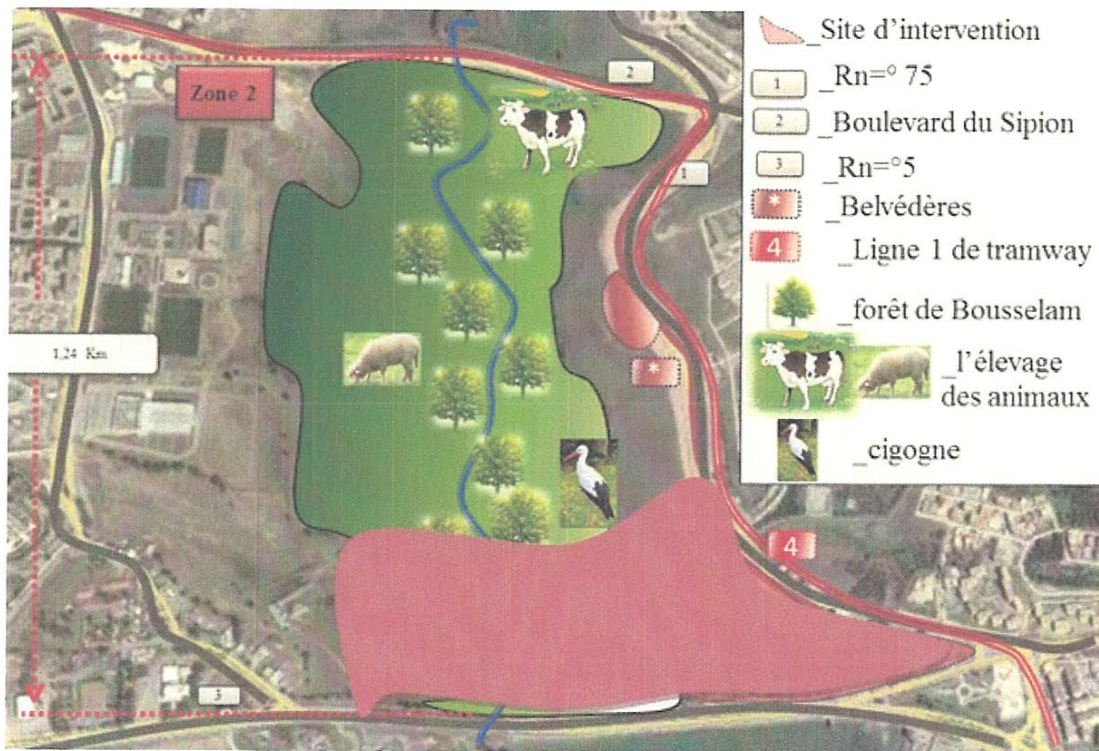 Zone 2
2
1
*
1,24 Km
4
3
_Site d'intervention
1 _Rn=° 75
2 _Boulevard du Sipion
3 _Rn=°5
* _Belvédères
4 _Ligne 1 de tramway
_forêt de Bousselam
_l'élevage
des animaux
_cigogne